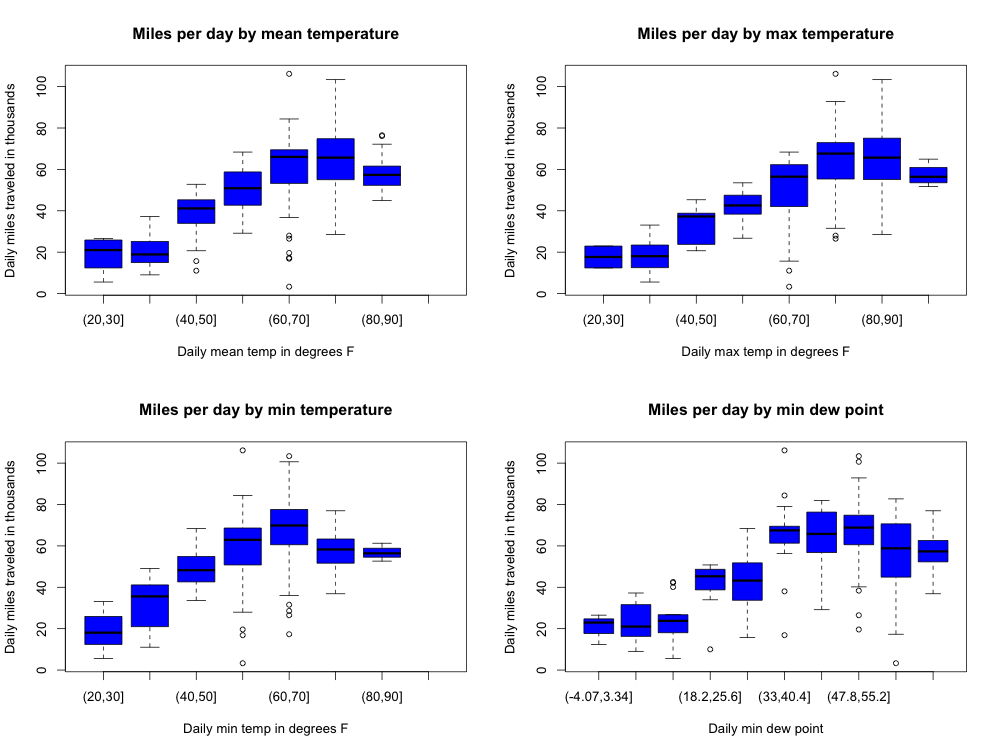 Miles per day by mean temperature
Daily miles traveled in thousands
0 20 40 60 80 100
(20,30] (40,50] (60,70] (80,90]
Daily mean temp in degrees F
Miles per day by max temperature
Daily miles traveled in thousands
0 20 40 60 80 100
(20,30] (40,50] (60,70] (80,90]
Daily max temp in degrees F
Miles per day by min temperature
Daily miles traveled in thousands
0 20 40 60 80 100
(20,30] (40,50] (60,70] (80,90]
Daily min temp in degrees F
Miles per day by min dew point
Daily miles traveled in thousands
0 20 40 60 80 100
(-4.07,3.34] (18.2,25.6] (33,40.4] (47.8,55.2]
Daily min dew point